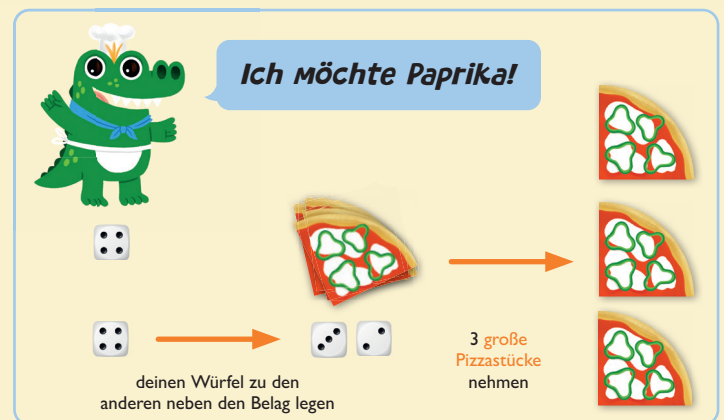 Ich möchte Paprika!
deinen Würfel zu den
anderen neben den Belag legen
3 große
Pizzastücke
nehmen